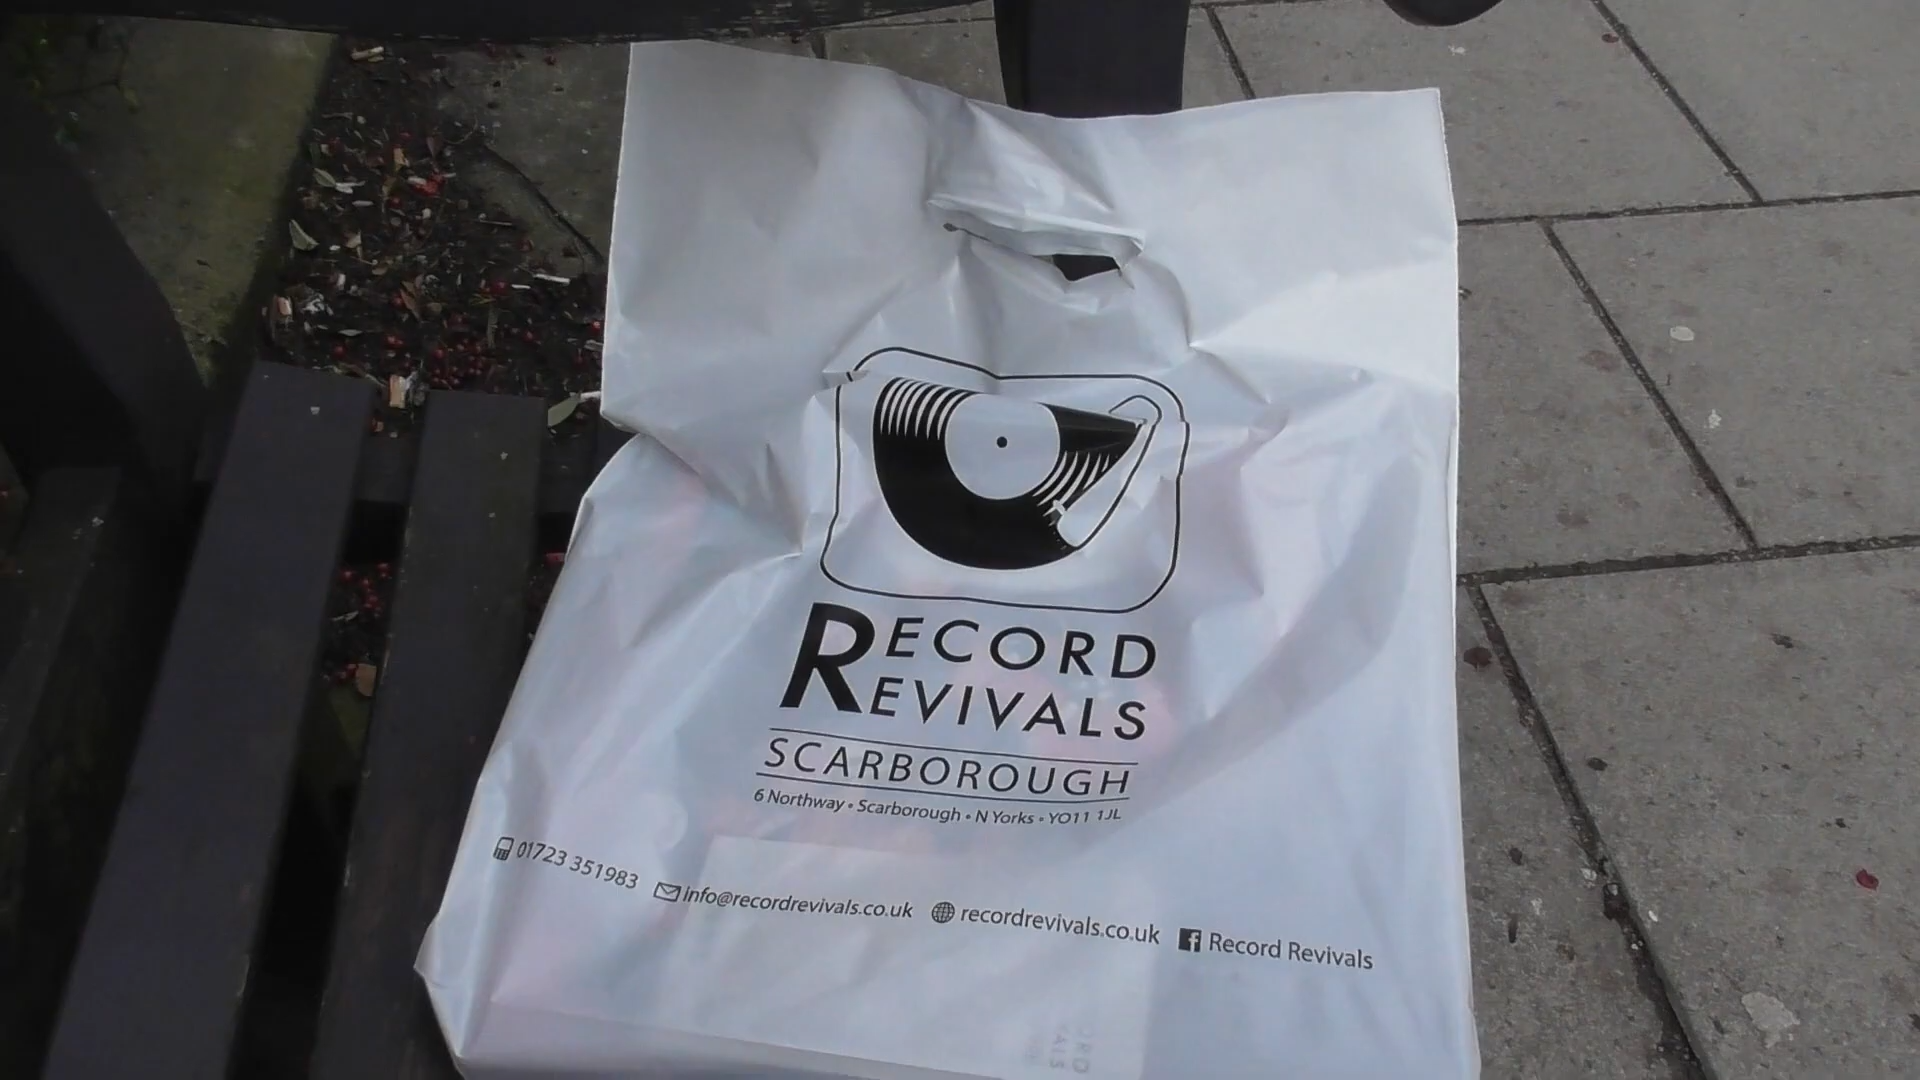 RECORD
REVIVALS
SCARBOROUGH
6 Northway • Scarborough • N Yorks • YO11 1JL
01723 351983
info@recordrevivals.co.uk
recordrevivals.co.uk
f Record Revivals